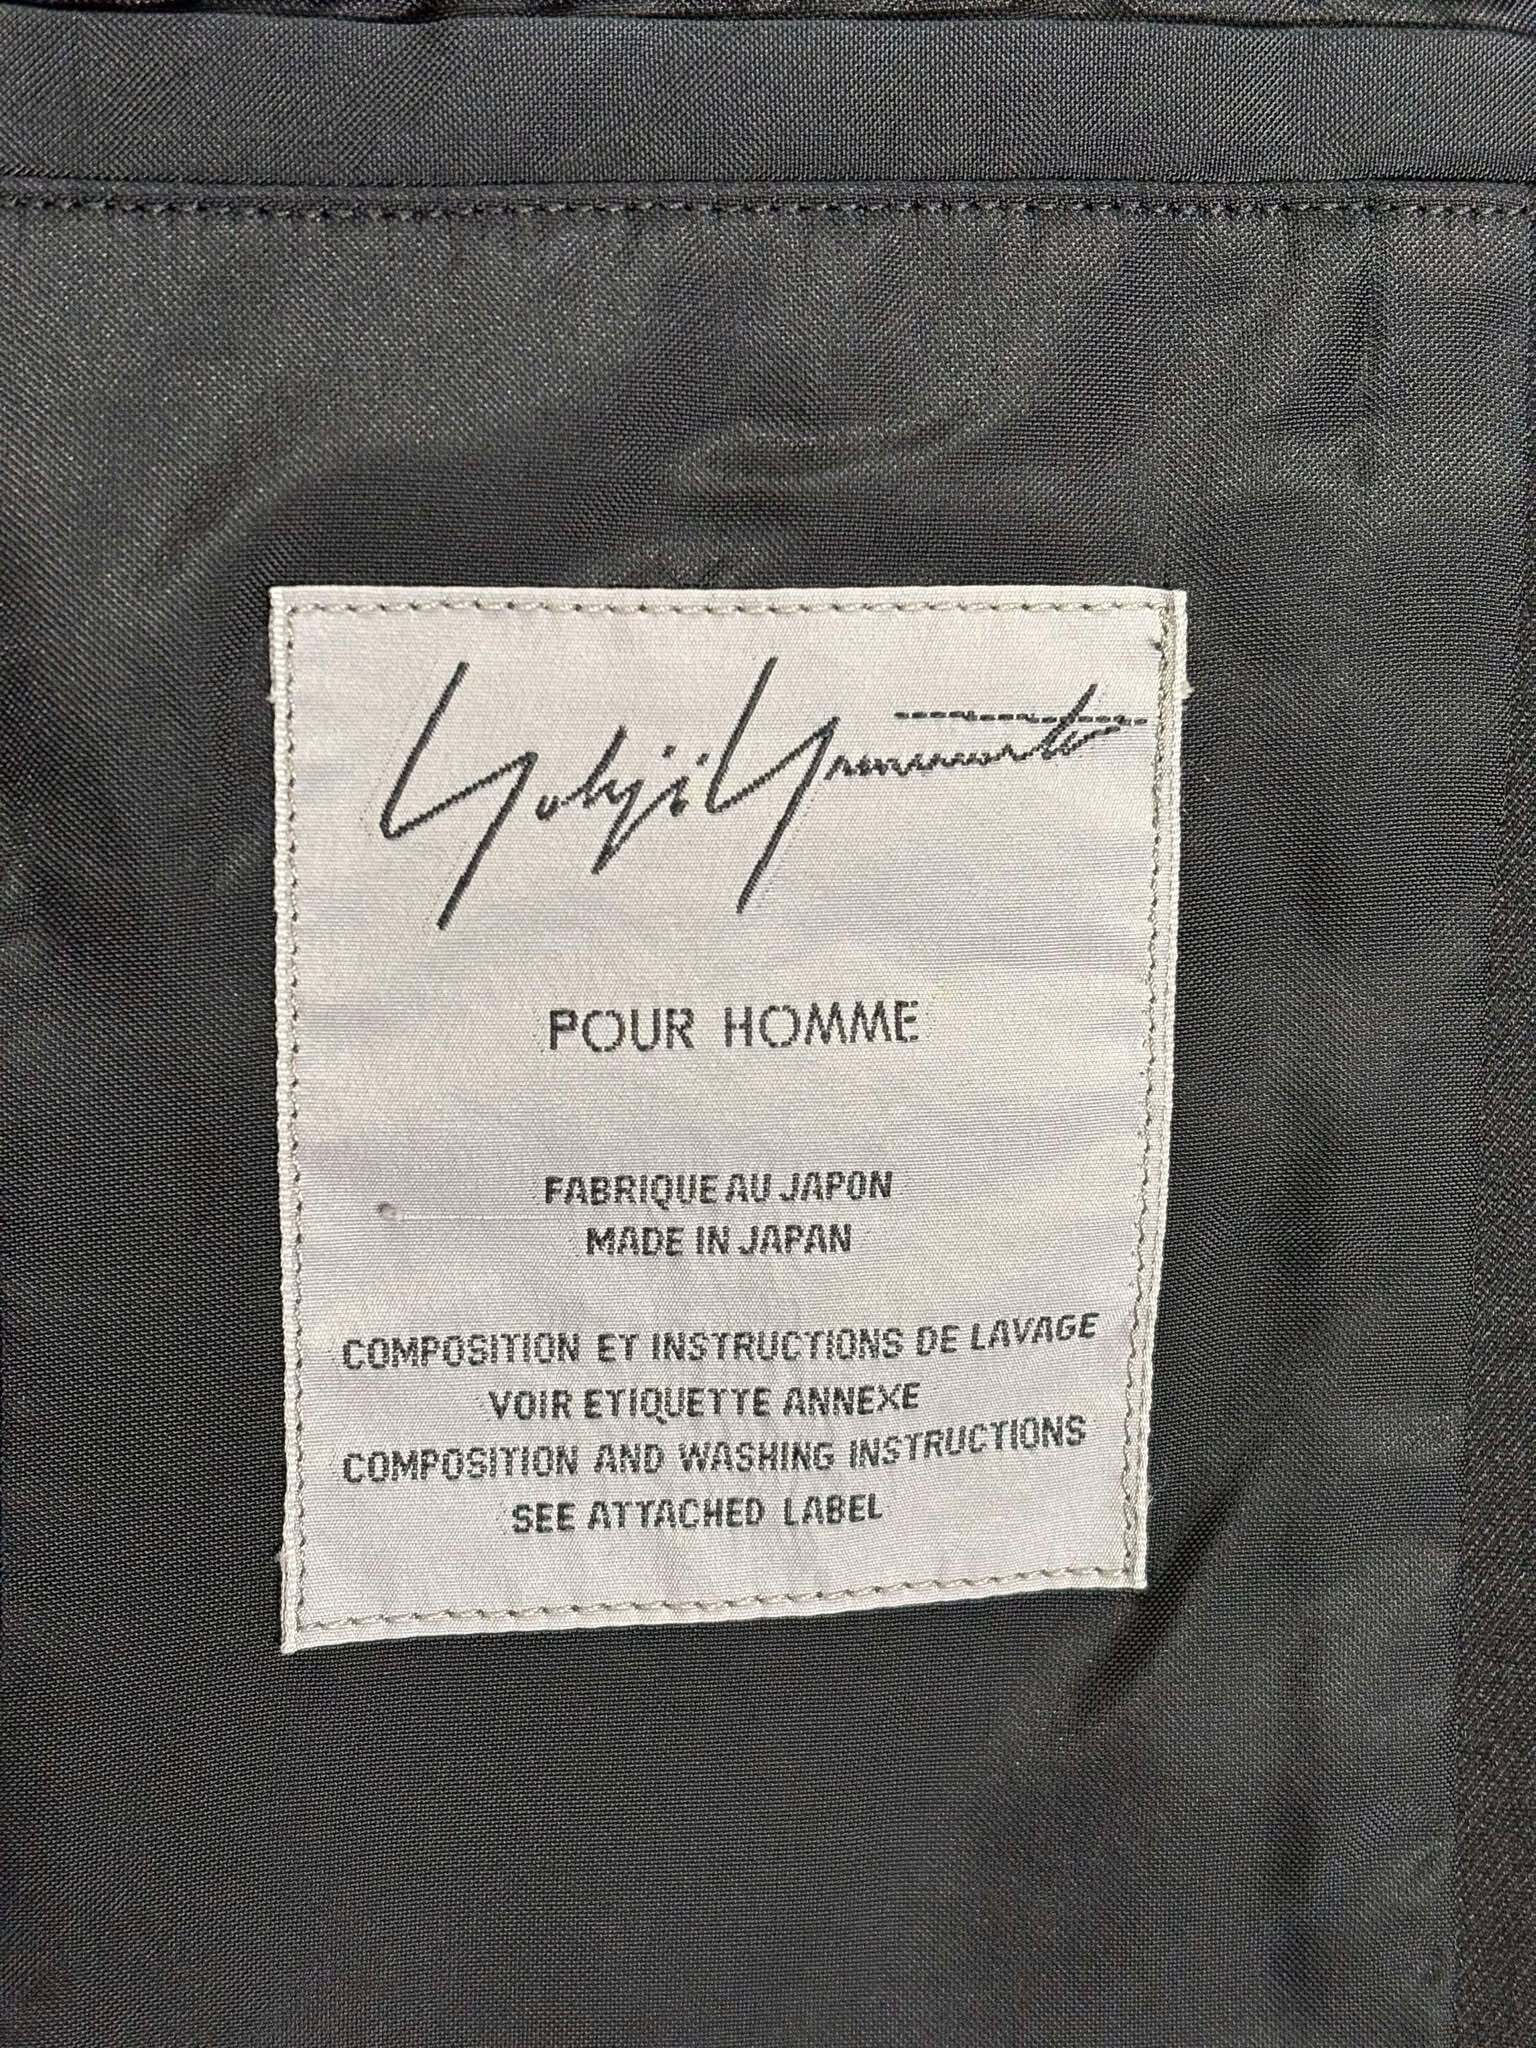 Yohji Yamamoto
POUR HOMME
FABRIQUE AU JAPON
MADE IN JAPAN
COMPOSITION ET INSTRUCTIONS DE LAVAGE
VOIR ETIQUETTE ANNEXE
COMPOSITION AND WASHING INSTRUCTIONS
SEE ATTACHED LABEL